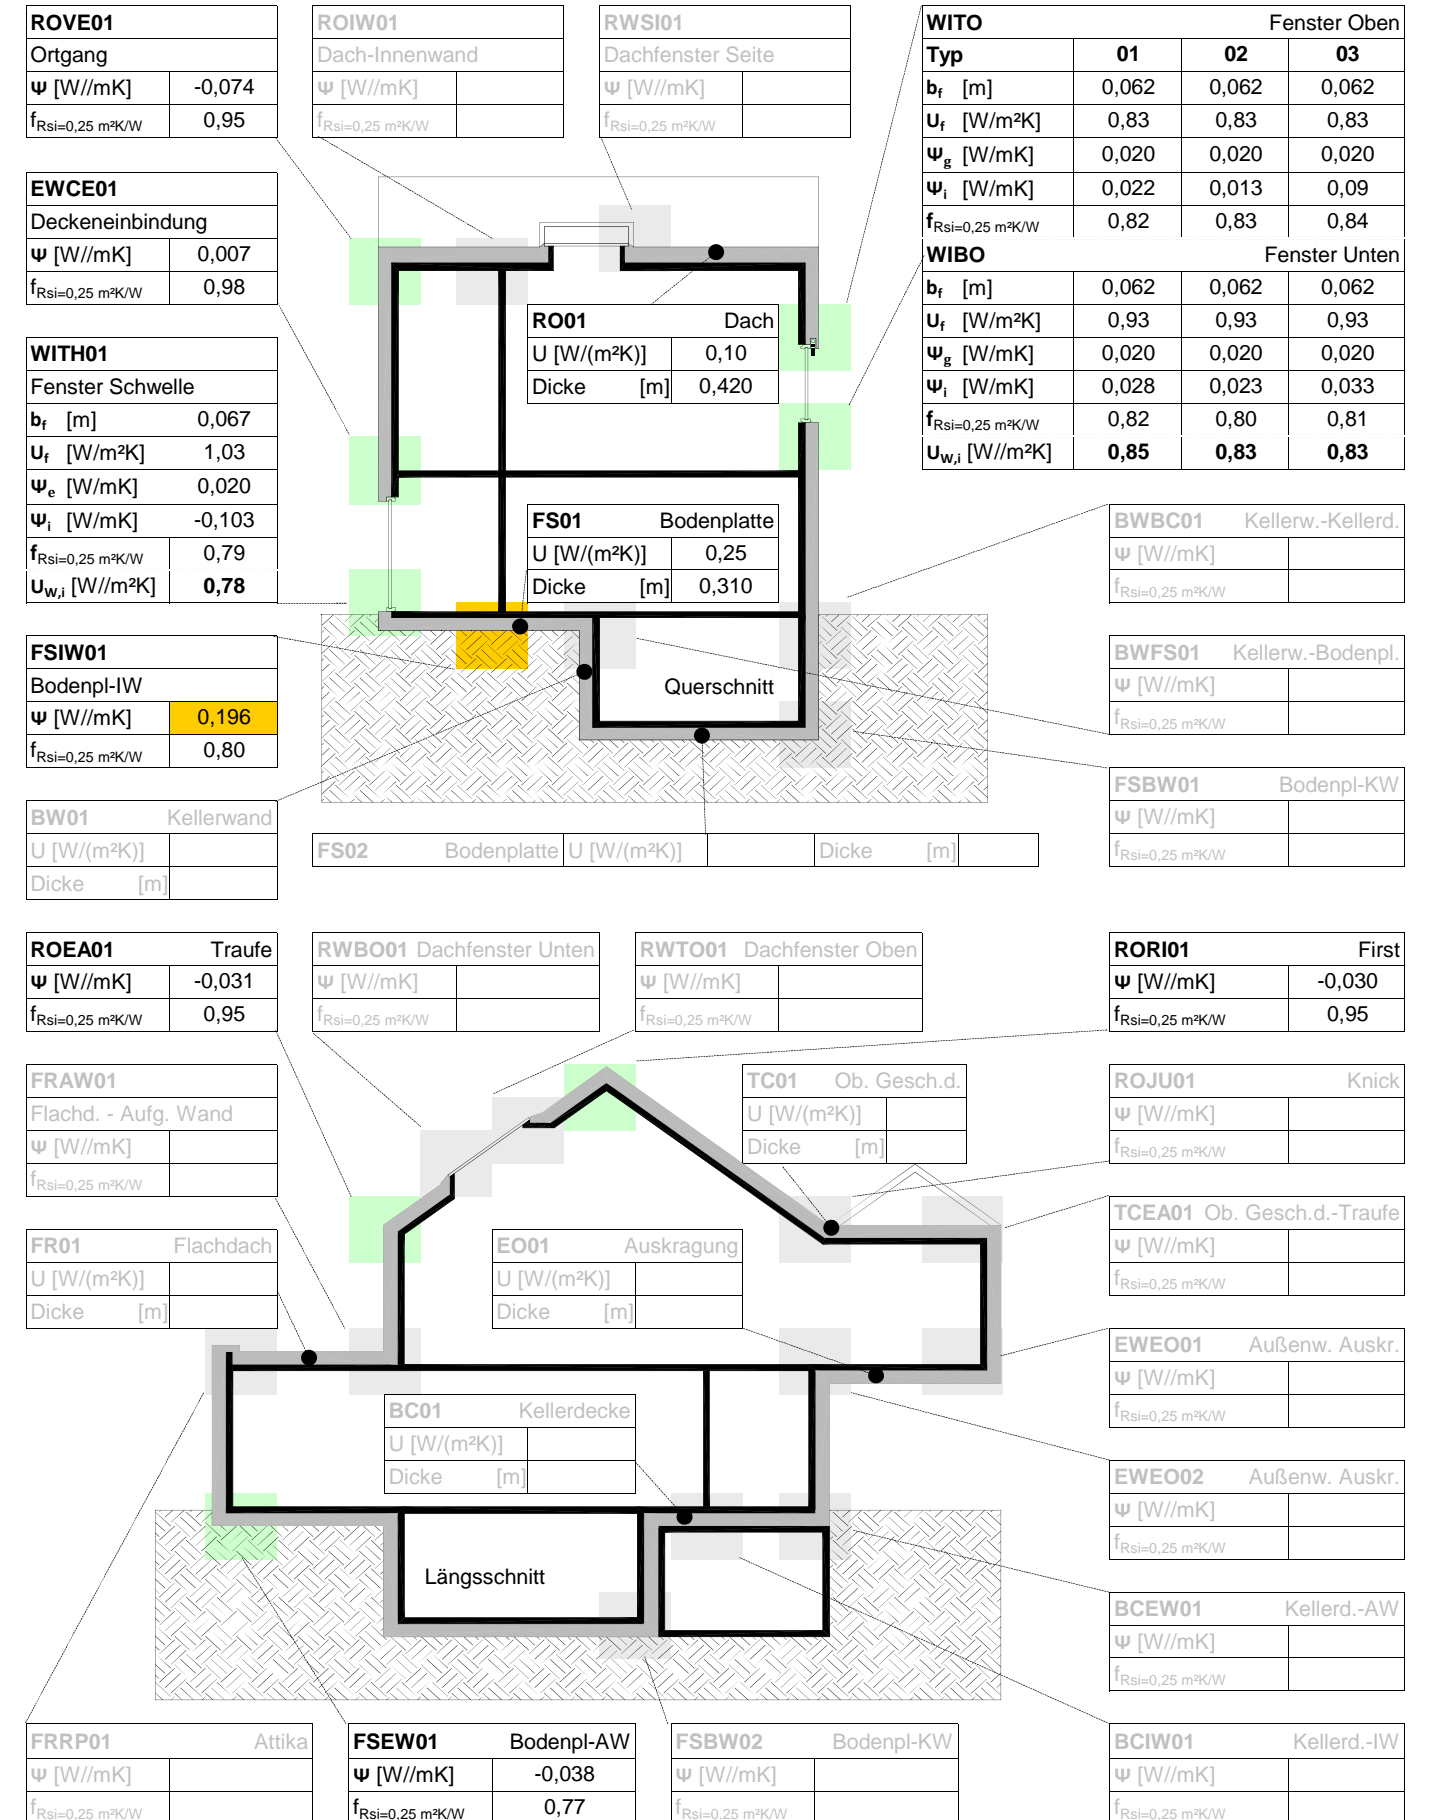 ROVE01
Ortgang
Ψ [W//mK] -0,074
fRsi=0,25 m²K/W 0,95
ROIW01
Dach-Innenwand
Ψ [W//mK]
fRsi=0,25 m²K/W
RWSI01
Dachfenster Seite
Ψ [W//mK]
fRsi=0,25 m²K/W
WITO Fenster Oben
Typ 01 02 03
bf [m] 0,062 0,062 0,062
Uf [W/m²K] 0,83 0,83 0,83
Ψg [W/mK] 0,020 0,020 0,020
Ψi [W/mK] 0,022 0,013 0,09
fRsi=0,25 m²K/W 0,82 0,83 0,84
WIBO Fenster Unten
bf [m] 0,062 0,062 0,062
Uf [W/m²K] 0,93 0,93 0,93
Ψg [W/mK] 0,020 0,020 0,020
Ψi [W/mK] 0,028 0,023 0,033
fRsi=0,25 m²K/W 0,82 0,80 0,81
UW,i [W//m²K] 0,85 0,83 0,83
EWCE01
Deckeneinbindung
Ψ [W//mK] 0,007
fRsi=0,25 m²K/W 0,98
RO01 Dach
U [W/(m²K)] 0,10
Dicke [m] 0,420
WITH01
Fenster Schwelle
bf [m] 0,067
Uf [W/m²K] 1,03
Ψe [W/mK] 0,020
Ψi [W/mK] -0,103
fRsi=0,25 m²K/W 0,79
UW,i [W//m²K] 0,78
FS01 Bodenplatte
U [W/(m²K)] 0,25
Dicke [m] 0,310
BWBC01 Kellerw.-Kellerd.
Ψ [W//mK]
fRsi=0,25 m²K/W
FSIW01
Bodenpl-IW
Ψ [W//mK] 0,196
fRsi=0,25 m²K/W 0,80
Querschnitt
BWFS01 Kellerw.-Bodenpl.
Ψ [W//mK]
fRsi=0,25 m²K/W
FSBW01 Bodenpl-KW
Ψ [W//mK]
fRsi=0,25 m²K/W
BW01 Kellerwand
U [W/(m²K)]
Dicke [m]
FS02 Bodenplatte U [W/(m²K)] Dicke [m]
ROEA01 Traufe
Ψ [W//mK] -0,031
fRsi=0,25 m²K/W 0,95
RWBO01 Dachfenster Unten
Ψ [W//mK]
fRsi=0,25 m²K/W
RWTO01 Dachfenster Oben
Ψ [W//mK]
fRsi=0,25 m²K/W
RORI01 First
Ψ [W//mK] -0,030
fRsi=0,25 m²K/W 0,95
FRAW01
Flachd. - Aufg. Wand
Ψ [W//mK]
fRsi=0,25 m²K/W
TC01 Ob. Gesch.d.
U [W/(m²K)]
Dicke [m]
ROJU01 Knick
Ψ [W//mK]
fRsi=0,25 m²K/W
TCEA01 Ob. Gesch.d.-Traufe
Ψ [W//mK]
fRsi=0,25 m²K/W
FR01 Flachdach
U [W/(m²K)]
Dicke [m]
EO01 Auskragung
U [W/(m²K)]
Dicke [m]
EWEO01 Außenw. Auskr.
Ψ [W//mK]
fRsi=0,25 m²K/W
BC01 Kellerdecke
U [W/(m²K)]
Dicke [m]
EWEO02 Außenw. Auskr.
Ψ [W//mK]
fRsi=0,25 m²K/W
Längsschnitt
BCEW01 Kellerd.-AW
Ψ [W//mK]
fRsi=0,25 m²K/W
FRRP01 Attika
Ψ [W//mK]
fRsi=0,25 m²K/W
FSEW01 Bodenpl-AW
Ψ [W//mK] -0,038
fRsi=0,25 m²K/W 0,77
FSBW02 Bodenpl-KW
Ψ [W//mK]
fRsi=0,25 m²K/W
BCIW01 Kellerd.-IW
Ψ [W//mK]
fRsi=0,25 m²K/W